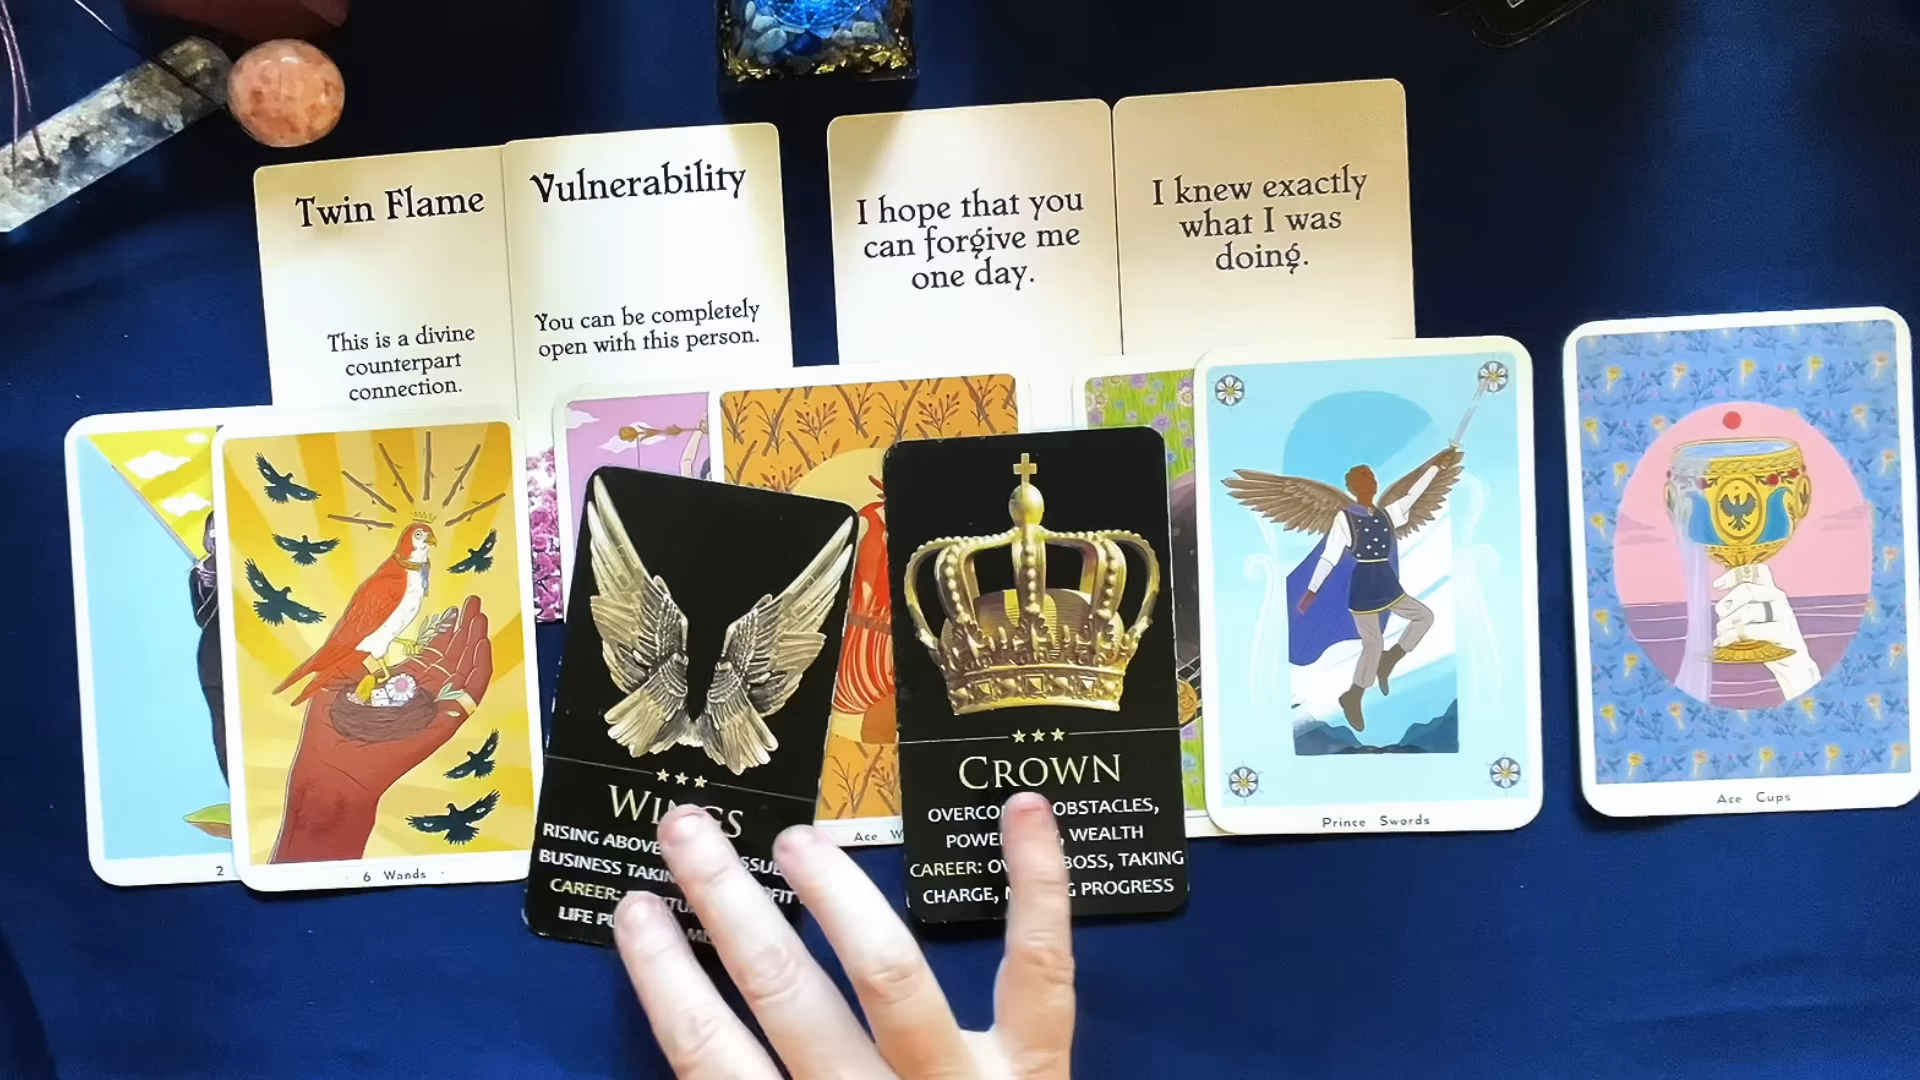 Twin Flame
This is a divine
counterpart
connection.
Vulnerability
You can be completely
open with this person.
I hope that you
can forgive me
one day.
I knew exactly
what I was
doing.
2
6 Wands
RISING ABOVE
BUSINESS
CAREER:
LIFE
Ace
CROWN
OBSTACLES,
WEALTH
CAREER: BOSS, TAKING
CHARGE, PROGRESS
Prince Swords
Ace Cups